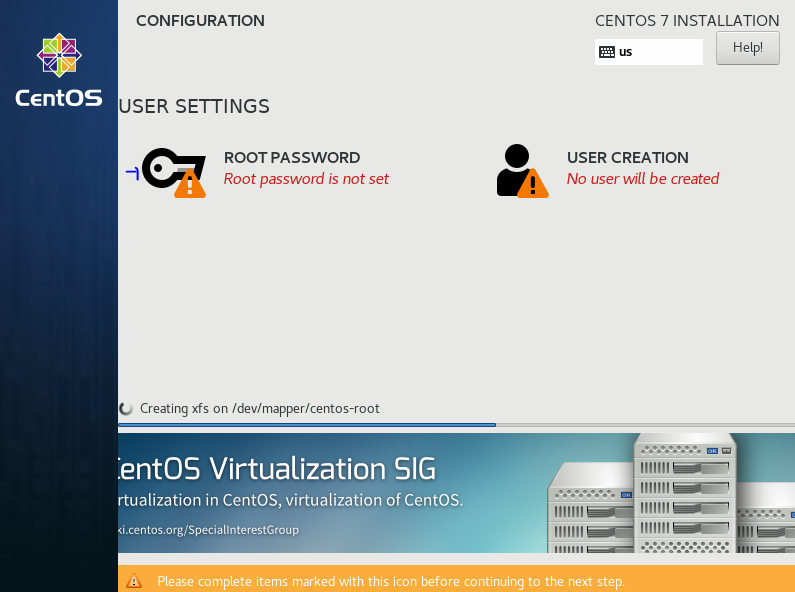 CONFIGURATION
CENTOS 7 INSTALLATION
us
Help!
CentOS
USER SETTINGS
ROOT PASSWORD
Root password is not set
USER CREATION
No user will be created
Creating xfs on /dev/mapper/centos-root
CentOS Virtualization SIG
rtualization in CentOS, virtualization of CentOS.
ki.centos.org/SpecialInterestGroup
OK
OK
Please complete items marked with this icon before continuing to the next step.